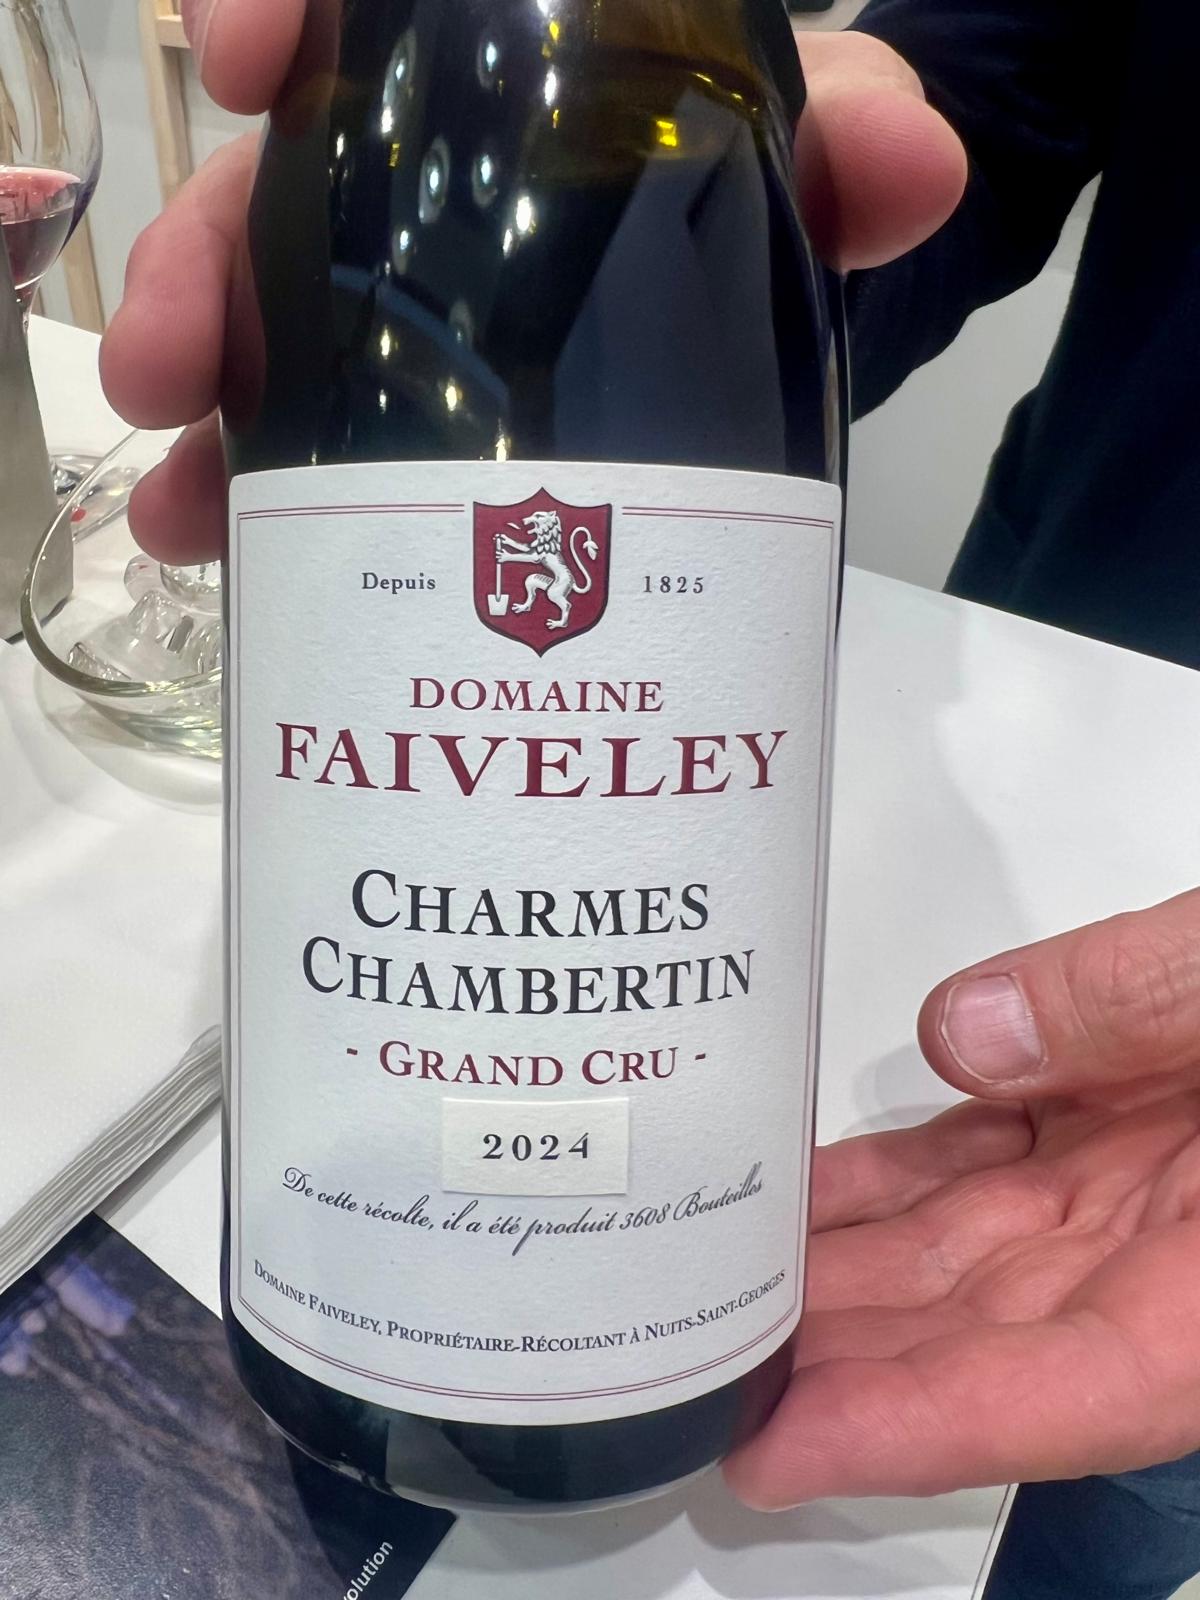 Depuis 1825
DOMAINE
FAIVELEY
CHARMES
CHAMBERTIN
- GRAND CRU -
2024
De cette récolte, il a été produit 3608 Bouteilles
DOMAINE FAIVELEY, PROPRIÉTAIRE-RÉCOLTANT À NUITS-SAINT-GEORGES